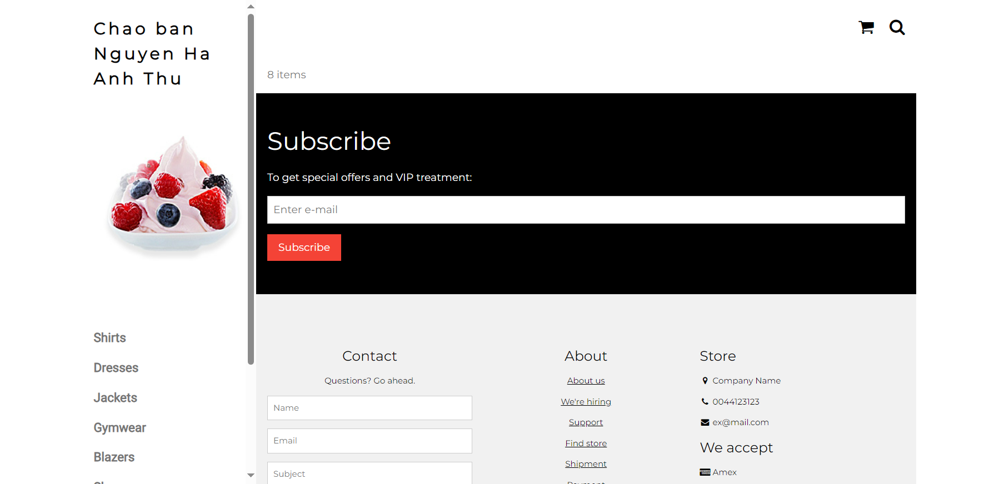 Chao ban
Nguyen Ha
Anh Thu
Shirts
Dresses
Jackets
Gymwear
Blazers
8 items
Subscribe
To get special offers and VIP treatment:
Enter e-mail
Subscribe
Contact
Questions? Go ahead.
Name
Email
Subject
About
About us
We're hiring
Support
Find store
Shipment
Store
Company Name
0044123123
ex@mail.com
We accept
Amex